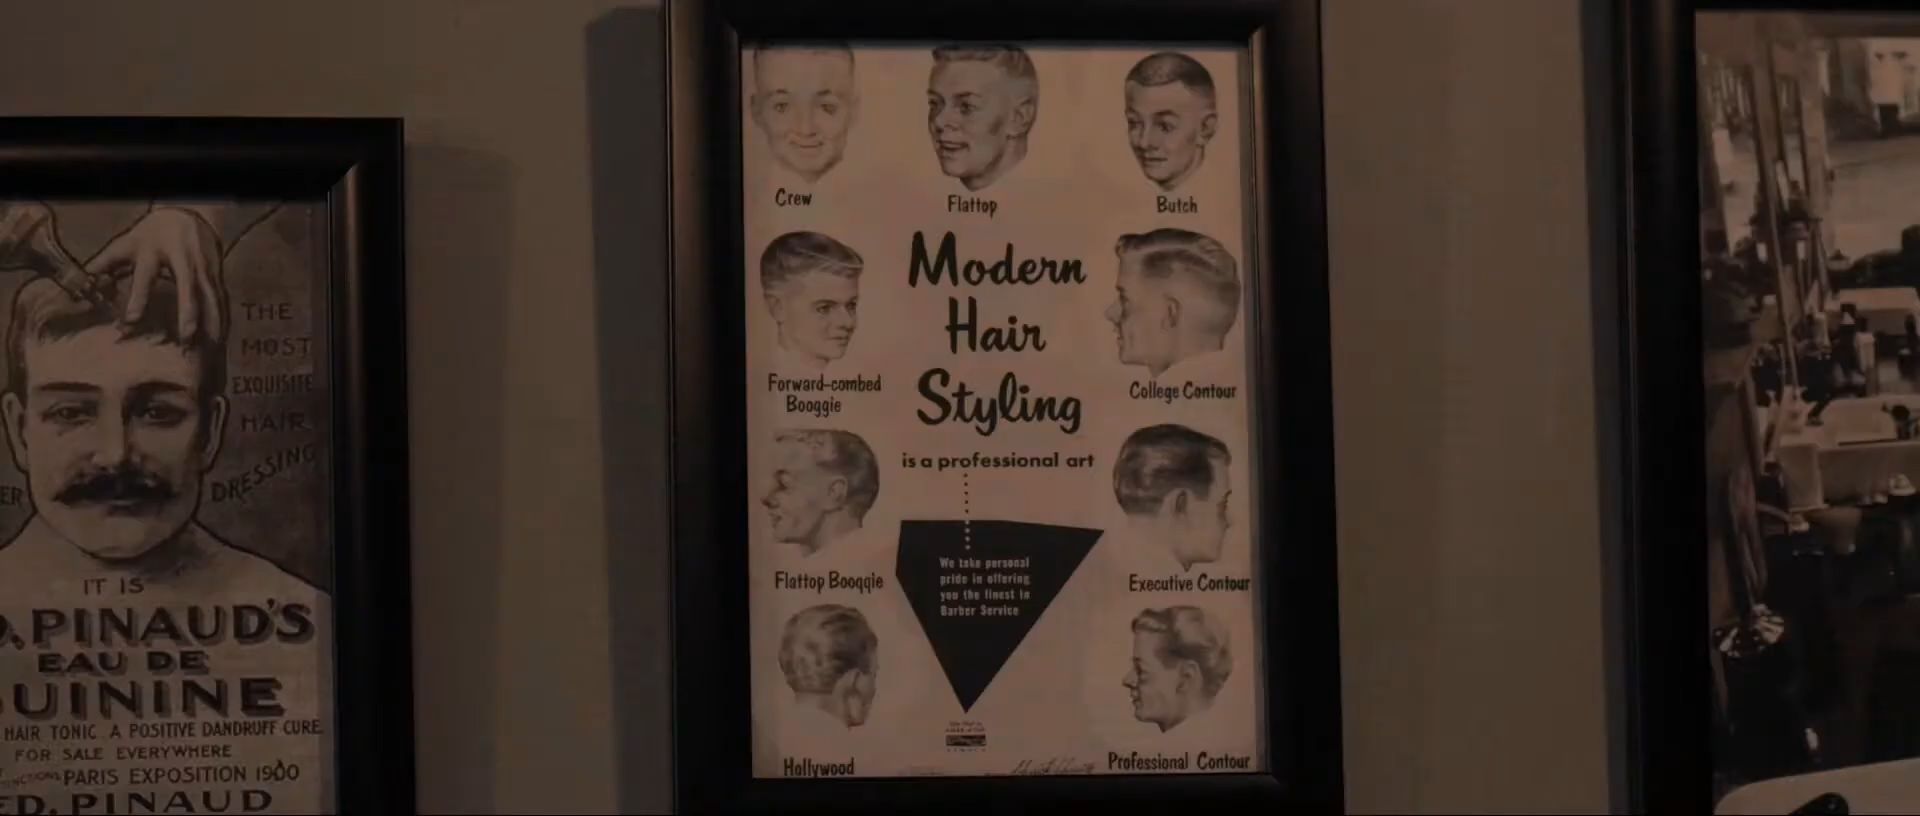 THE
MOST
EXQUISITE
HAIR
DRESSING
IT IS
D. PINAUD'S
EAU DE
QUININE
HAIR TONIC. A POSITIVE DANDRUFF CURE
FOR SALE EVERYWHERE
PARIS EXPOSITION 1900
ED. PINAUD
Crew
Flattop
Butch
Modern
Hair
Styling
is a professional art
Forward-combed
Booggie
College Contour
Flattop Booggie
Executive Contour
We take personal
pride in offering
you the finest in
Barber Service
Hollywood
Professional Contour